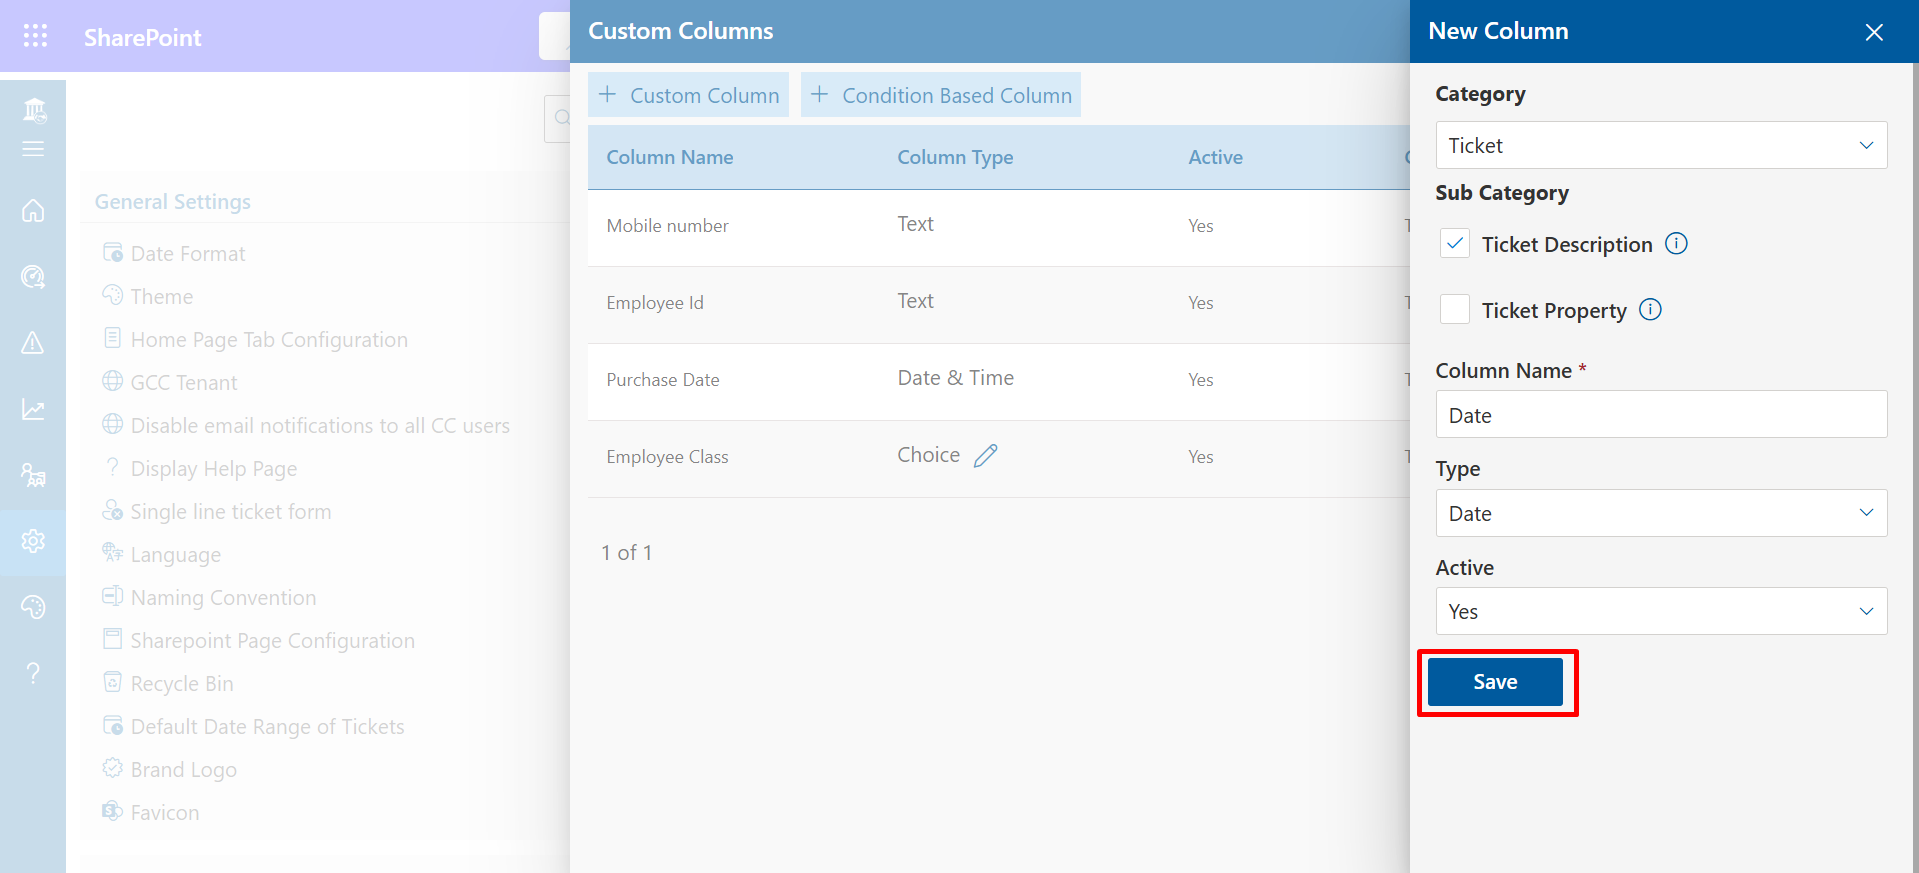 SharePoint
General Settings
Date Format
Theme
Home Page Tab Configuration
GCC Tenant
Disable email notifications to all CC users
Display Help Page
Single line ticket form
Language
Naming Convention
Sharepoint Page Configuration
Recycle Bin
Default Date Range of Tickets
Brand Logo
Favicon
Custom Columns
+ Custom Column + Condition Based Column
Column Name Column Type Active
Mobile number Text Yes
Employee Id Text Yes
Purchase Date Date & Time Yes
Employee Class Choice Yes
1 of 1
New Column
Category
Ticket
Sub Category
Ticket Description
Ticket Property
Column Name *
Date
Type
Date
Active
Yes
Save